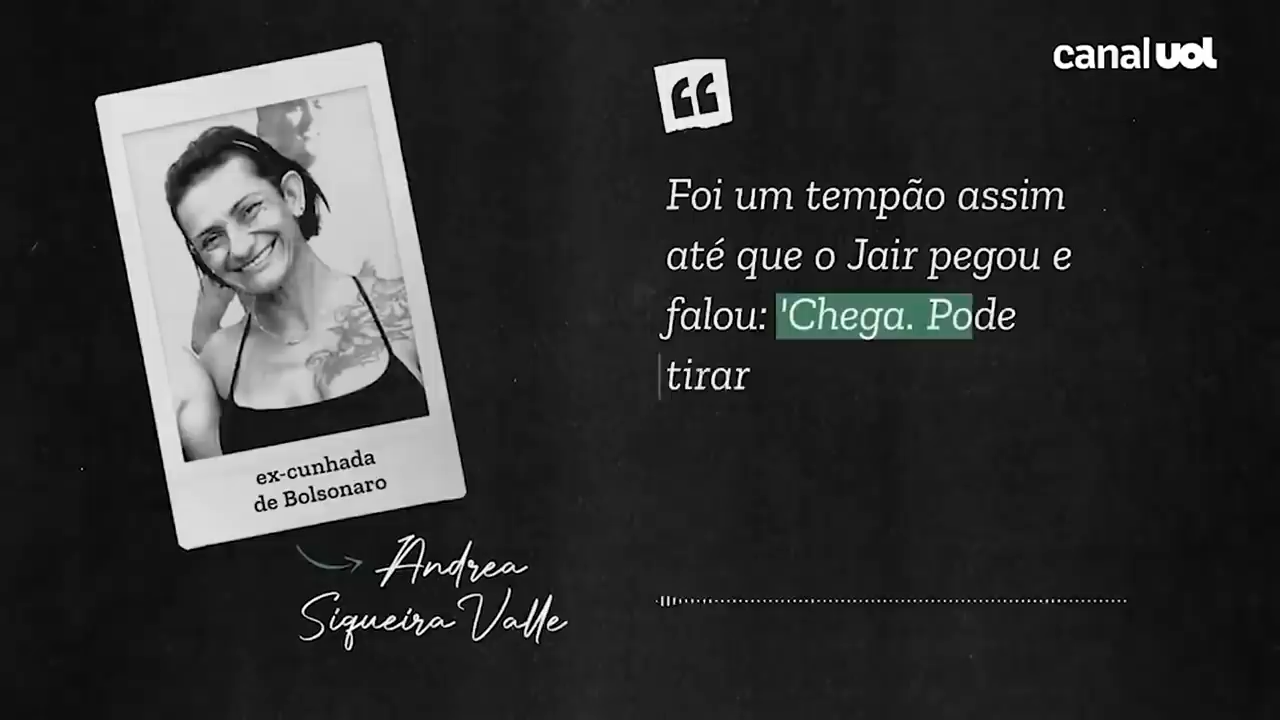 canal uol
Foi um tempão assim
até que o Jair pegou e
falou: 'Chega. Pode
tirar
ex-cunhada
de Bolsonaro
Andrea
Siqueira Valle